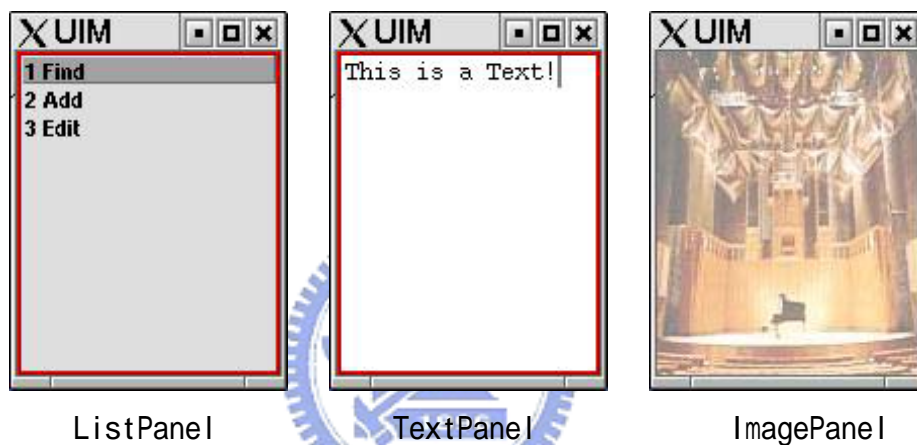 X UIM
1 Find
2 Add
3 Edit
ListPanel
X UIM
This is a Text!
TextPanel
X UIM
ImagePanel